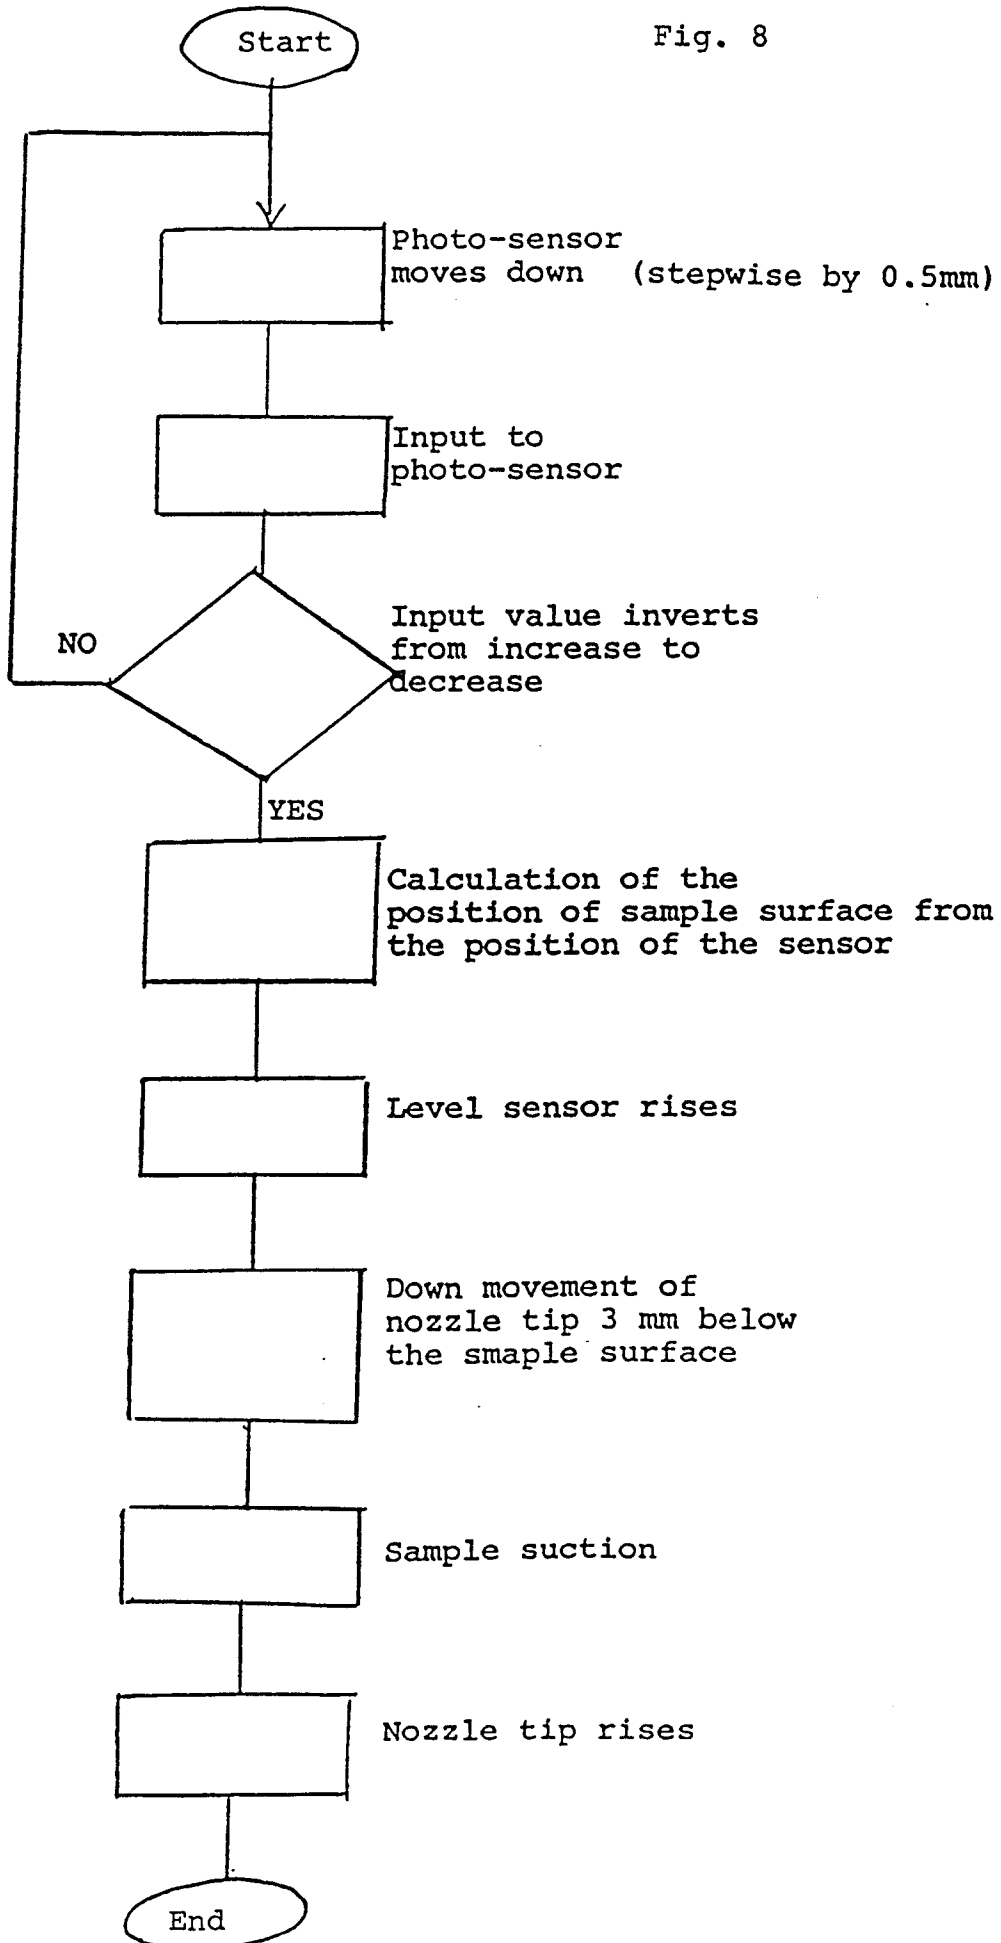 Start
Fig. 8
Photo-sensor
moves down (stepwise by 0.5mm)
Input to
photo-sensor
Input value inverts
from increase to
decrease
NO
YES
Calculation of the
position of sample surface from
the position of the sensor
Level sensor rises
Down movement of
nozzle tip 3 mm below
the smaple surface
Sample suction
Nozzle tip rises
End